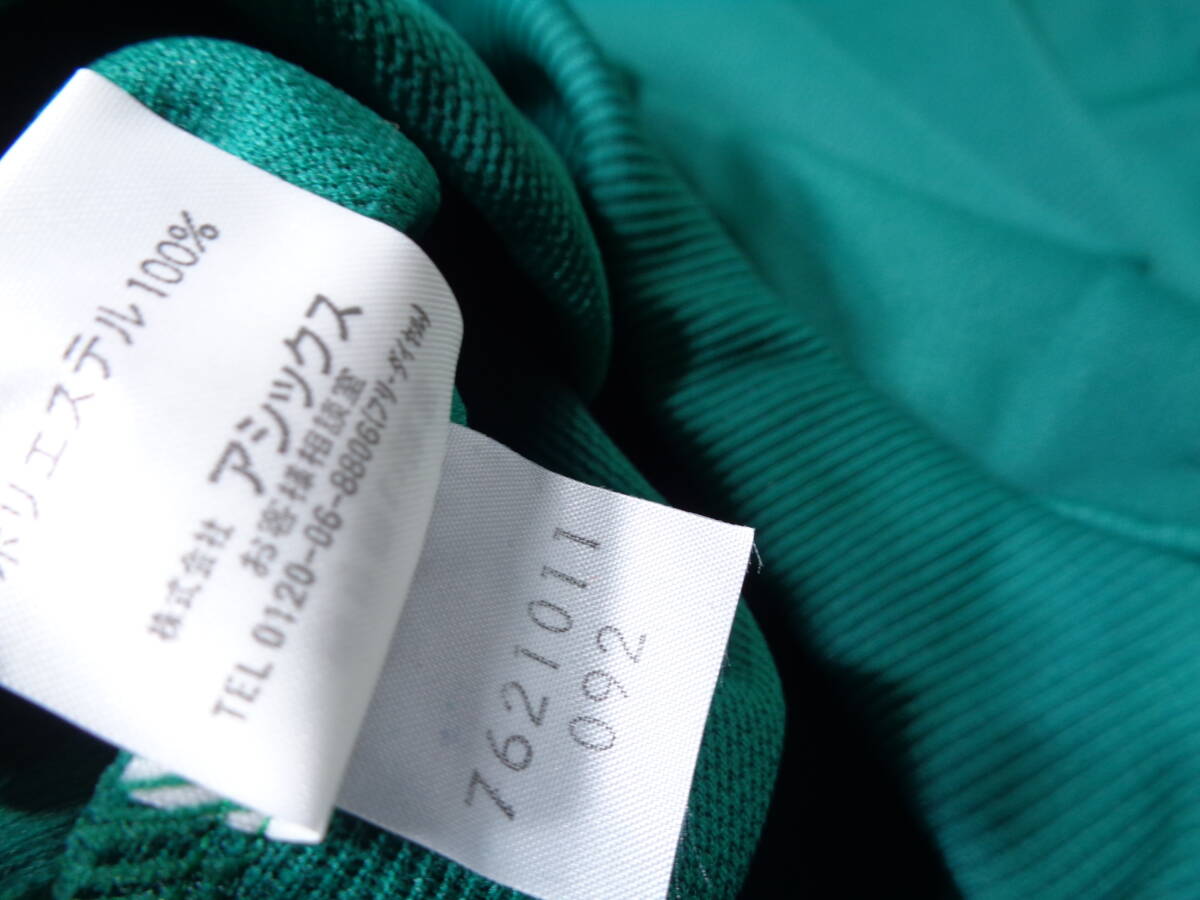 ポリエステル100%
株式会社 アシックス
お客様相談室
TEL 0120-06-8806(フリーダイヤル)
7621011
092